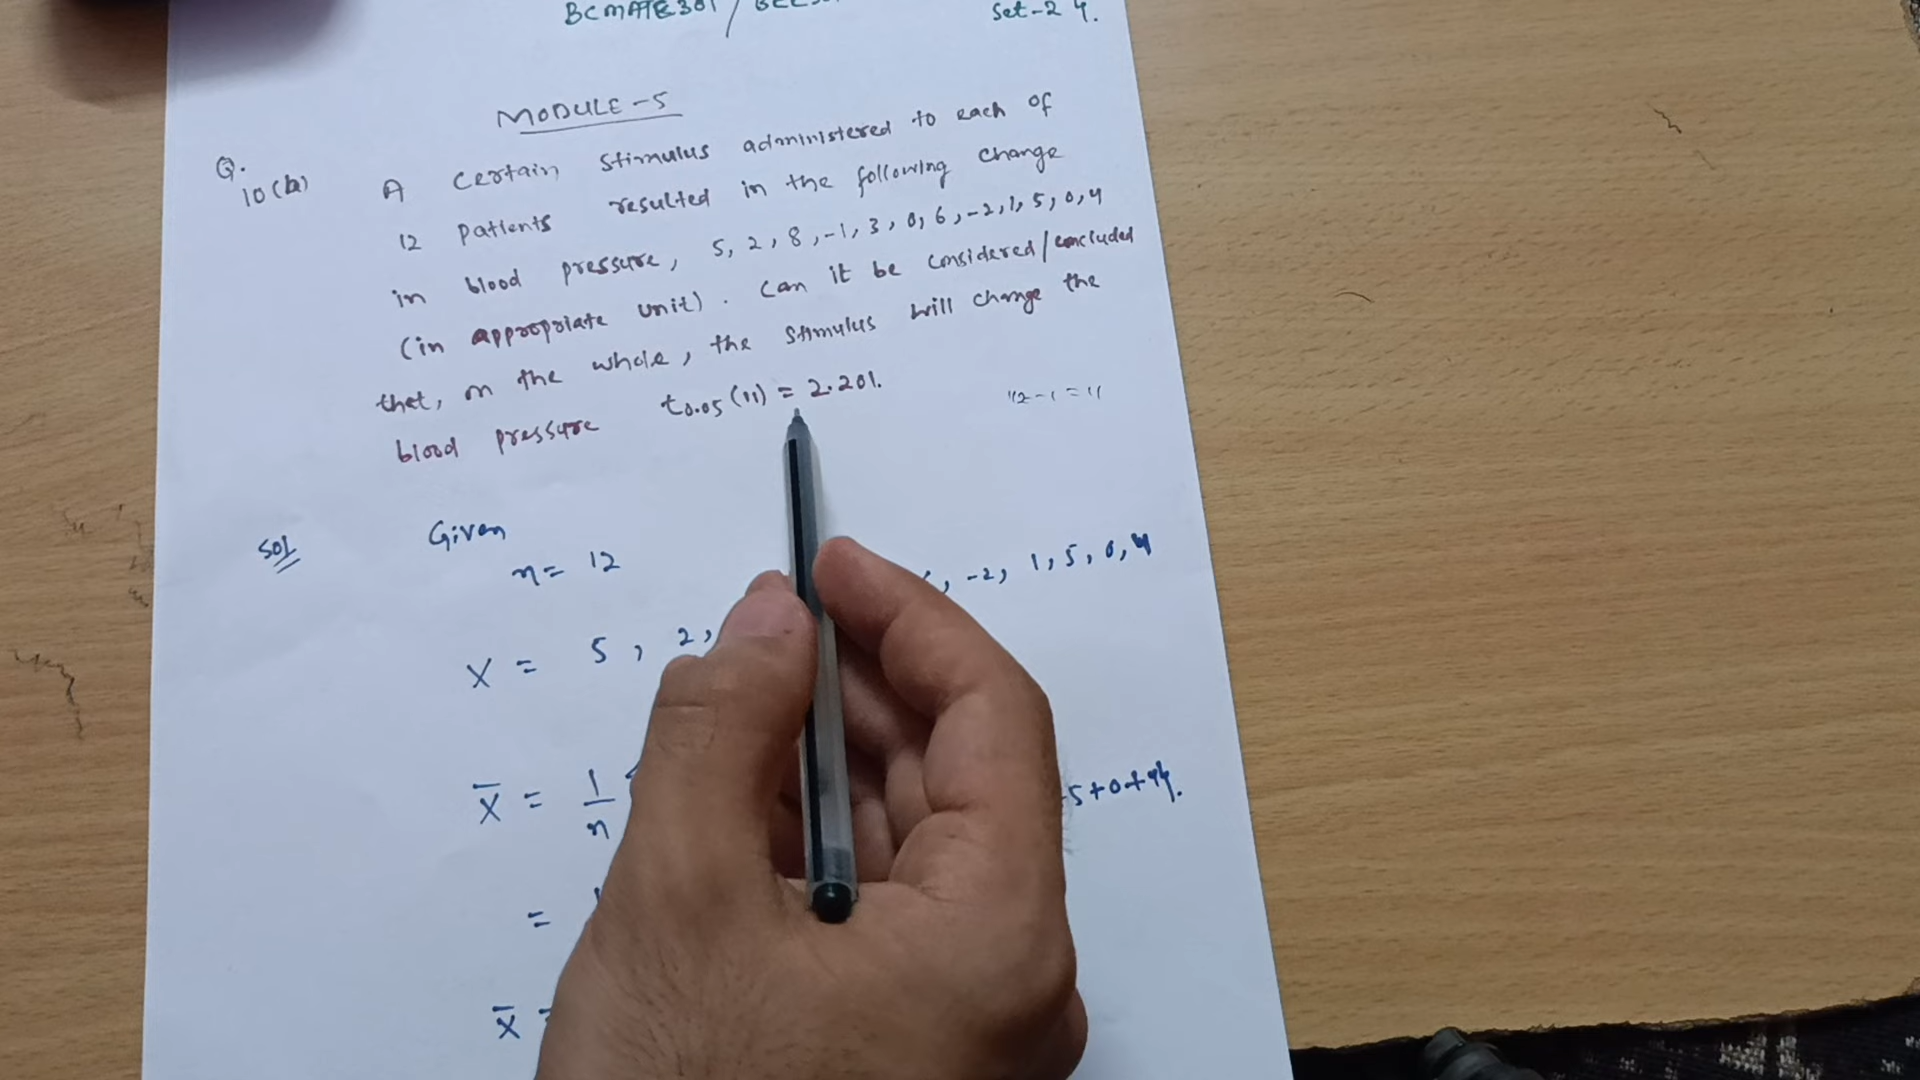 BCMATE301 /
Set-24.
MODULE-5
Q. 10(b) A certain stimulus administered to each of
12 patients resulted in the following change
in blood pressure, 5, 2, 8, -1, 3, 0, 6, -2, 1, 5, 0, 4
(in appropriate unit). Can it be considered/concluded
that, on the whole, the stimulus will change the
blood pressure t0.05 (11) = 2.201.
12-1=11
Sol Given
n = 12
X = 5, 2, , -2, 1, 5, 0, 4
X̄ = 1/n 5+0+4}.
=
X̄ =